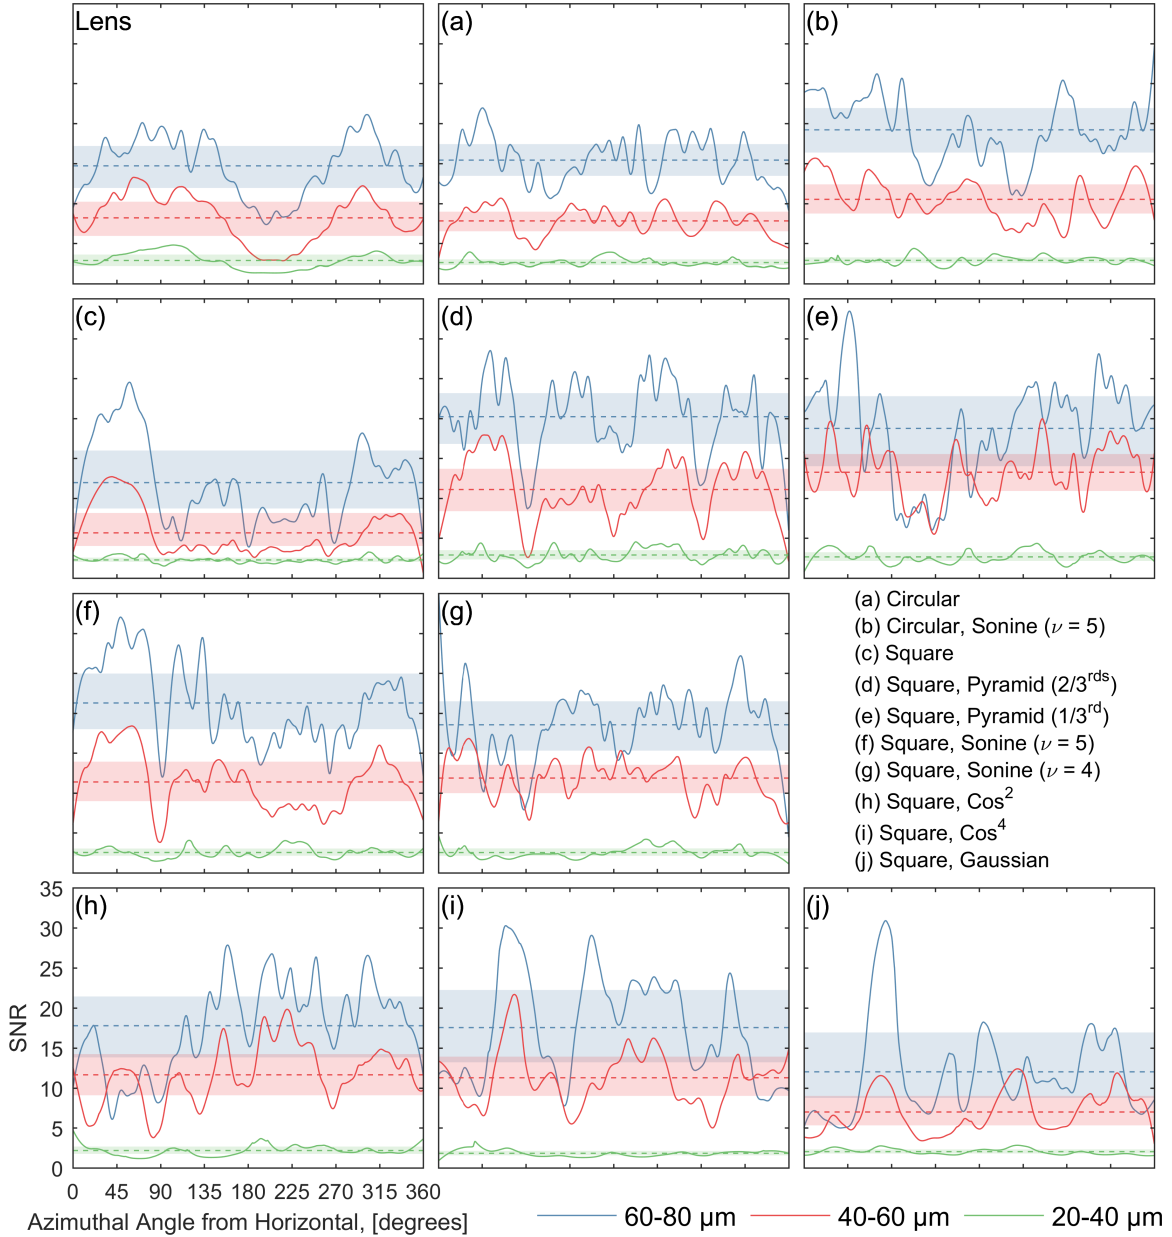 Lens
(a)
(b)
(c)
(d)
(e)
(f)
(g)
(a) Circular
(b) Circular, Sonine (ν = 5)
(c) Square
(d) Square, Pyramid (2/3rds)
(e) Square, Pyramid (1/3rd)
(f) Square, Sonine (ν = 5)
(g) Square, Sonine (ν = 4)
(h) Square, Cos2
(i) Square, Cos4
(j) Square, Gaussian
(h)
(i)
(j)
35
30
25
20
15
10
5
0
SNR
0 45 90 135 180 225 270 315 360
Azimuthal Angle from Horizontal, [degrees]
60-80 µm
40-60 µm
20-40 µm